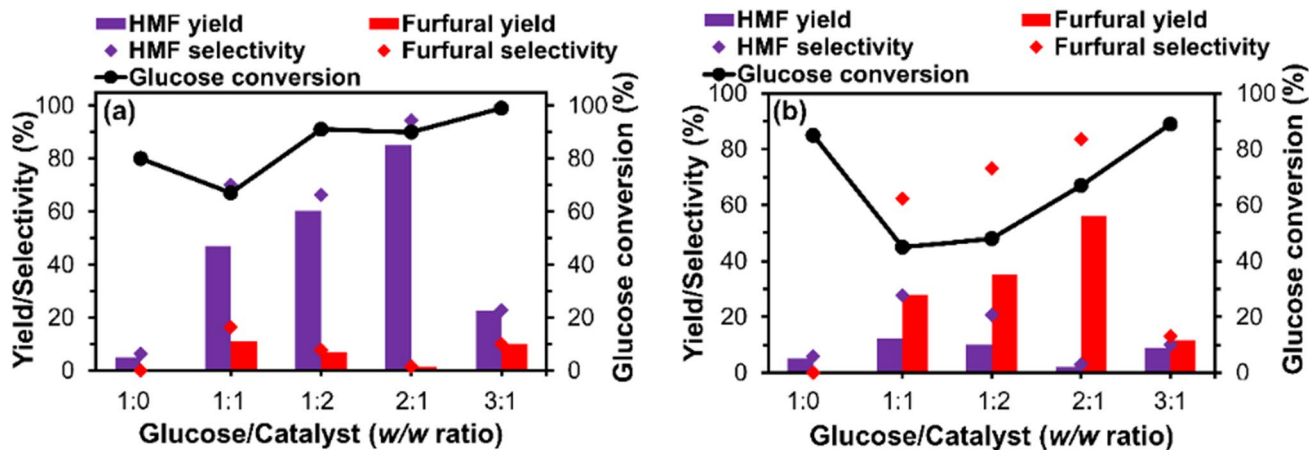 HMF yield Furfural yield
HMF selectivity Furfural selectivity
Glucose conversion
(a)
Yield/Selectivity (%)
100
80
60
40
20
0
100
80
60
40
20
0
Glucose conversion (%)
1:0 1:1 1:2 2:1 3:1
Glucose/Catalyst (w/w ratio)
HMF yield Furfural yield
HMF selectivity Furfural selectivity
Glucose conversion
(b)
Yield/Selectivity (%)
100
80
60
40
20
0
100
80
60
40
20
0
Glucose conversion (%)
1:0 1:1 1:2 2:1 3:1
Glucose/Catalyst (w/w ratio)